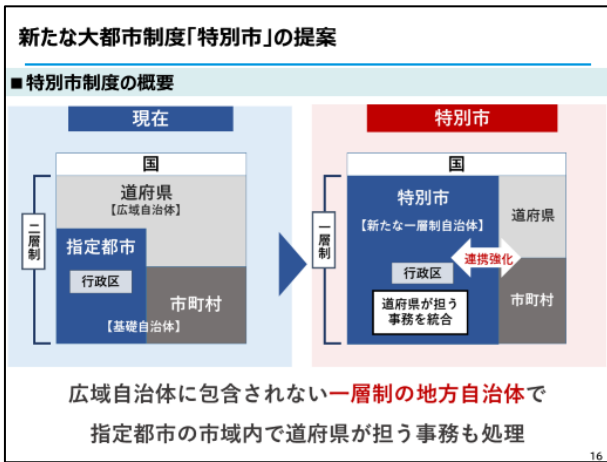 新たな大都市制度「特別市」の提案
■特別市制度の概要
現在
国
道府県
【広域自治体】
二層制
指定都市
行政区
市町村
【基礎自治体】
特別市
国
特別市
【新たな一層制自治体】
道府県
一層制
連携強化
行政区
道府県が担う
事務を統合
市町村
広域自治体に包含されない一層制の地方自治体で
指定都市の市域内で道府県が担う事務も処理
16